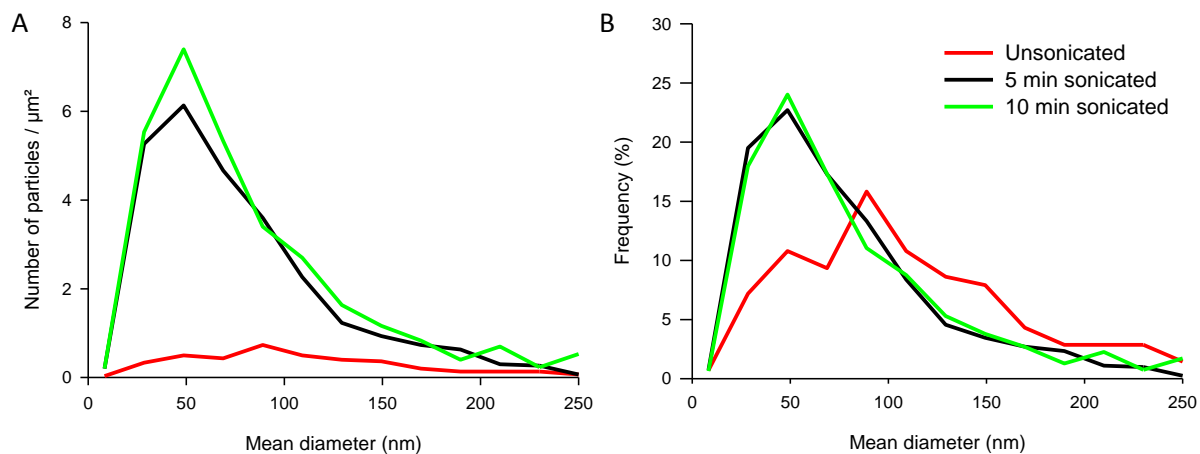 A
Number of particles / µm²
8
6
4
2
0
0 50 100 150 200 250
Mean diameter (nm)
B
Frequency (%)
30
25
20
15
10
5
0
0 50 100 150 200 250
Mean diameter (nm)
Unsonicated
5 min sonicated
10 min sonicated